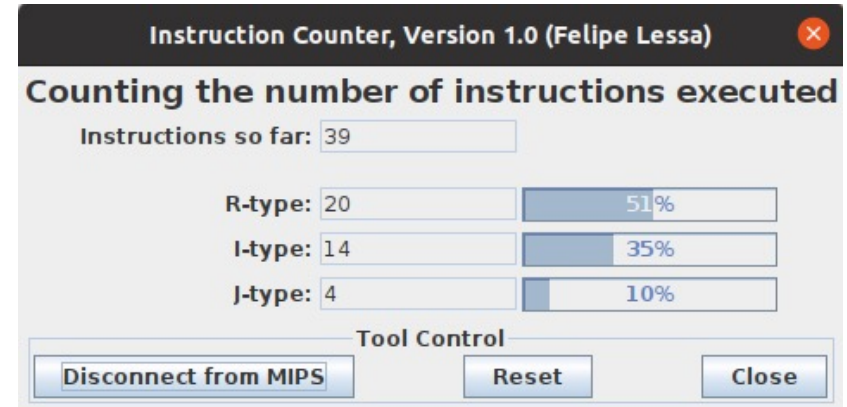 Instruction Counter, Version 1.0 (Felipe Lessa)
Counting the number of instructions executed
Instructions so far: 39
R-type: 20 51%
I-type: 14 35%
J-type: 4 10%
Tool Control
Disconnect from MIPS Reset Close